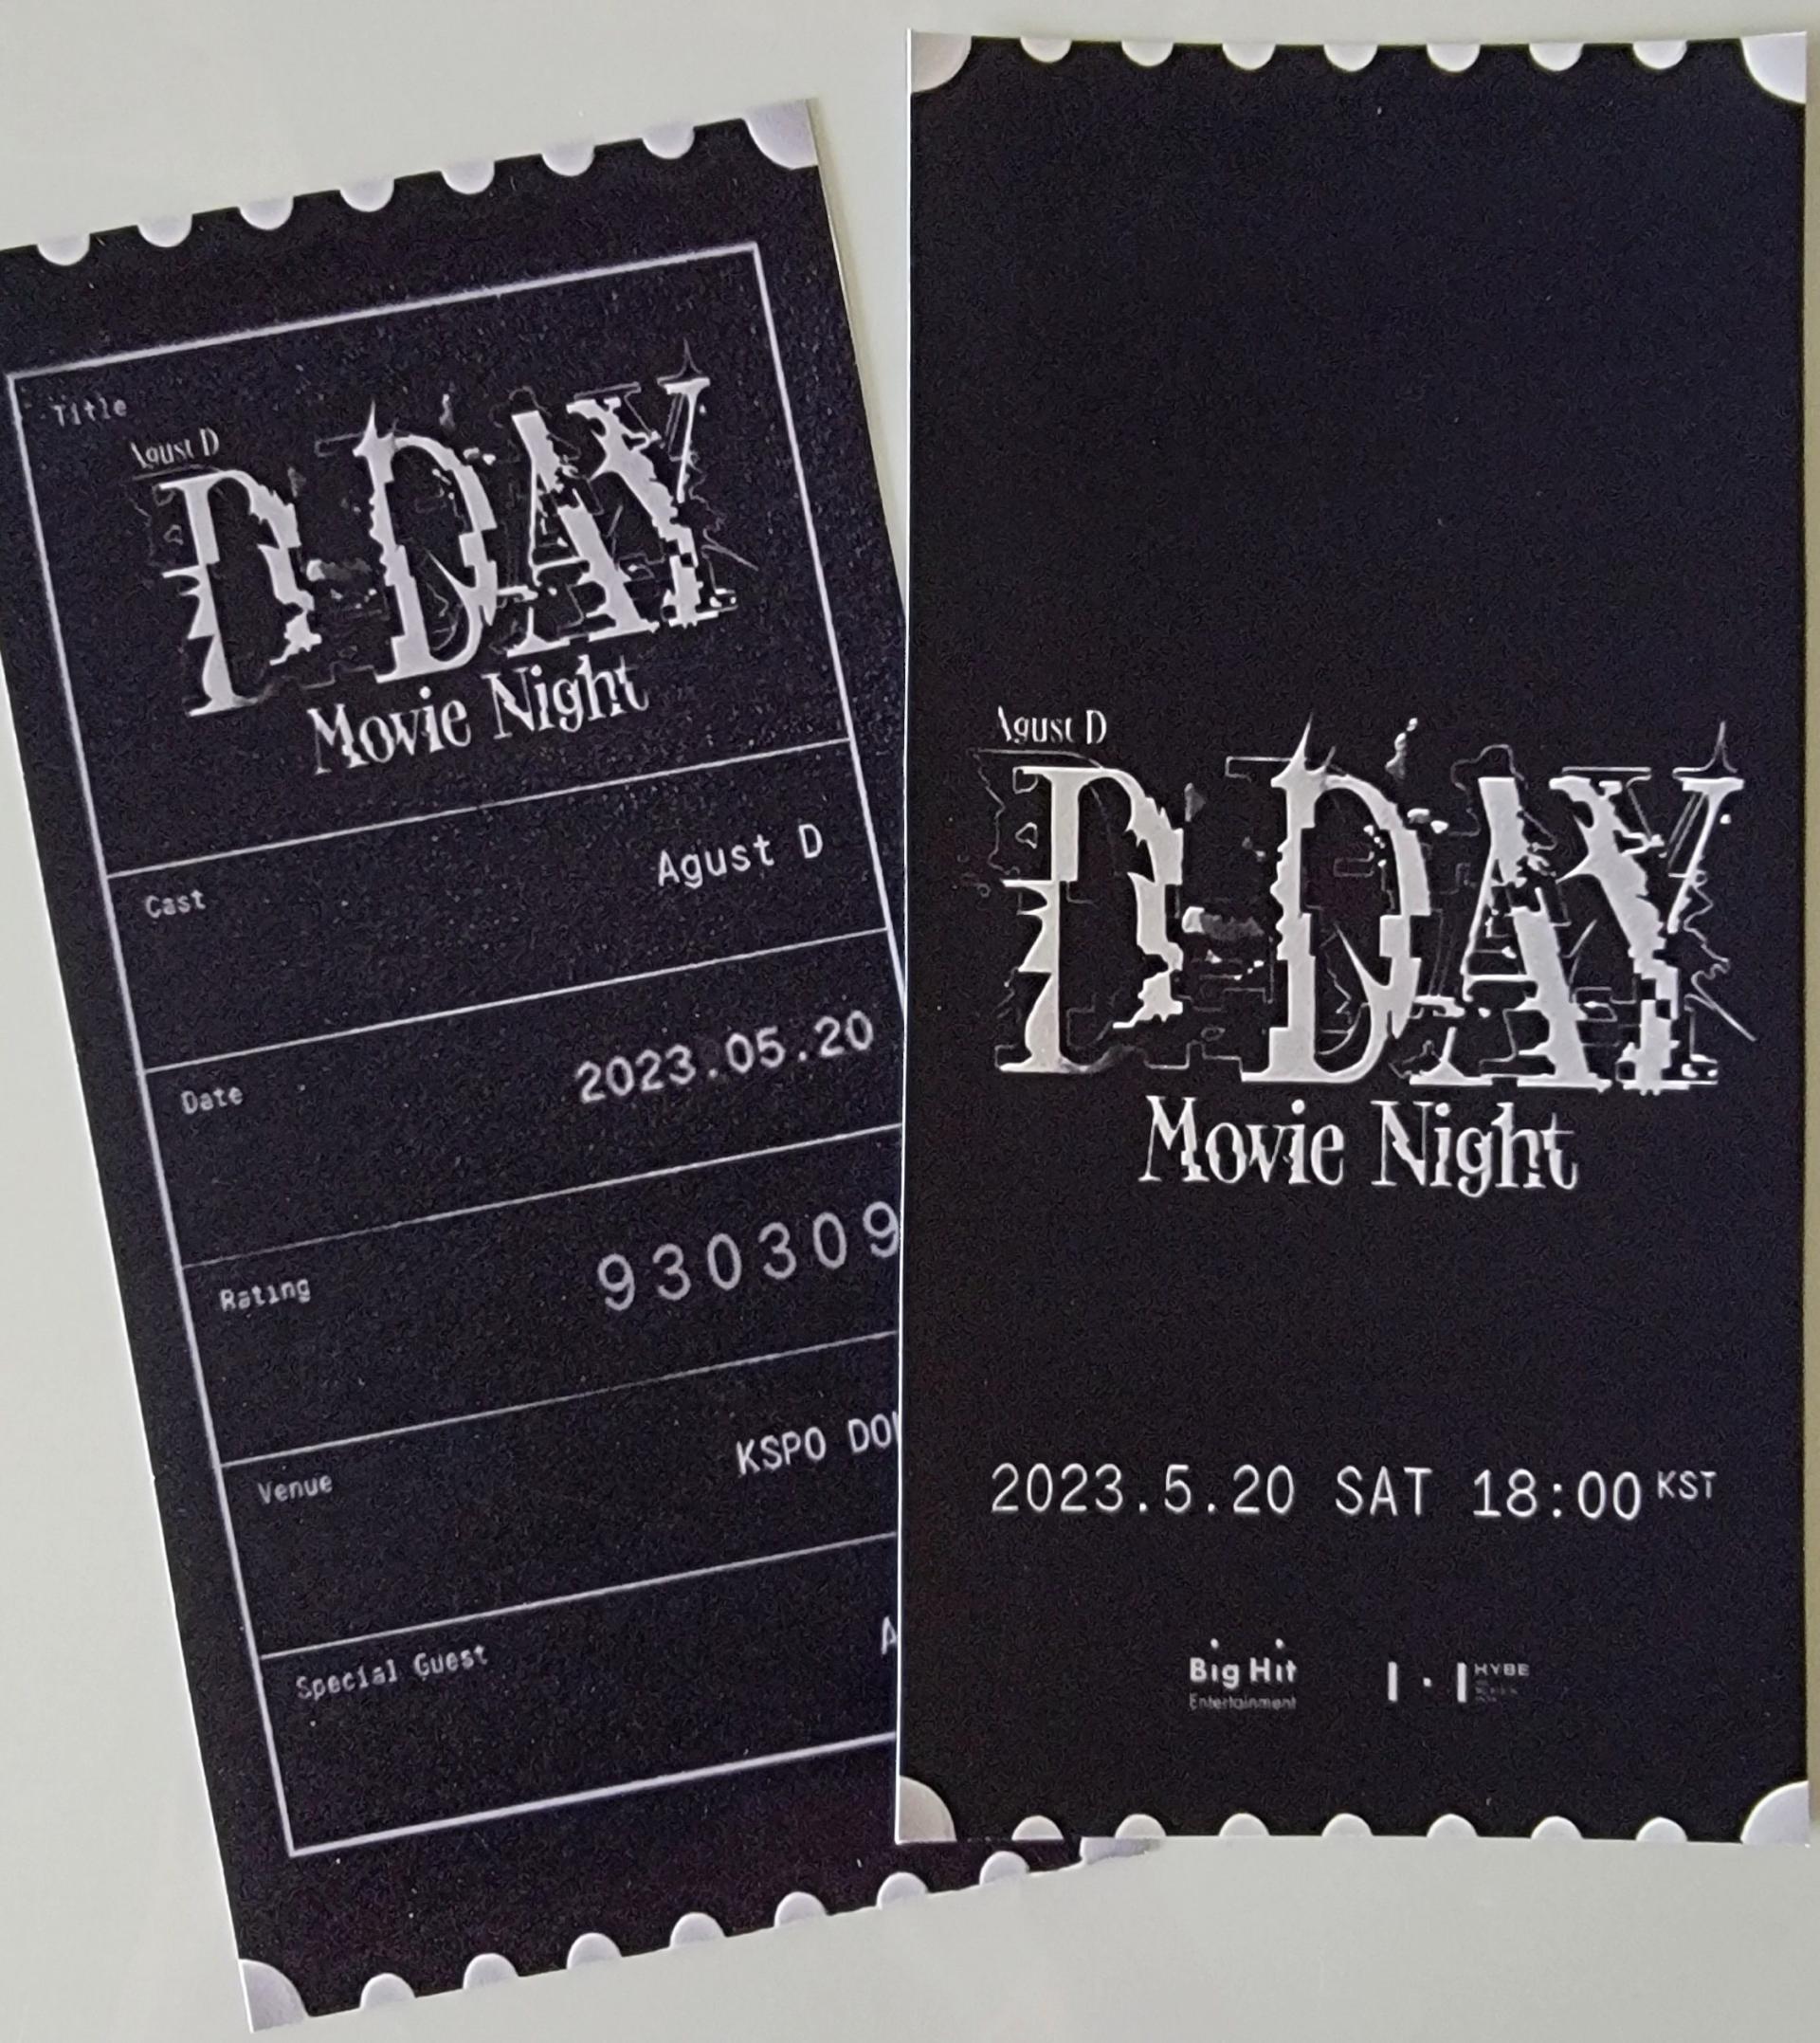 Title
Agust D
D-DAY
Movie Night
Cast
Agust D
Date
2023.05.20
Rating
930309
Venue
KSPO
Special Guest
Agust D
D-DAY
Movie Night
2023.5.20 SAT 18:00 KST
Big Hit
Entertainment
HYBE